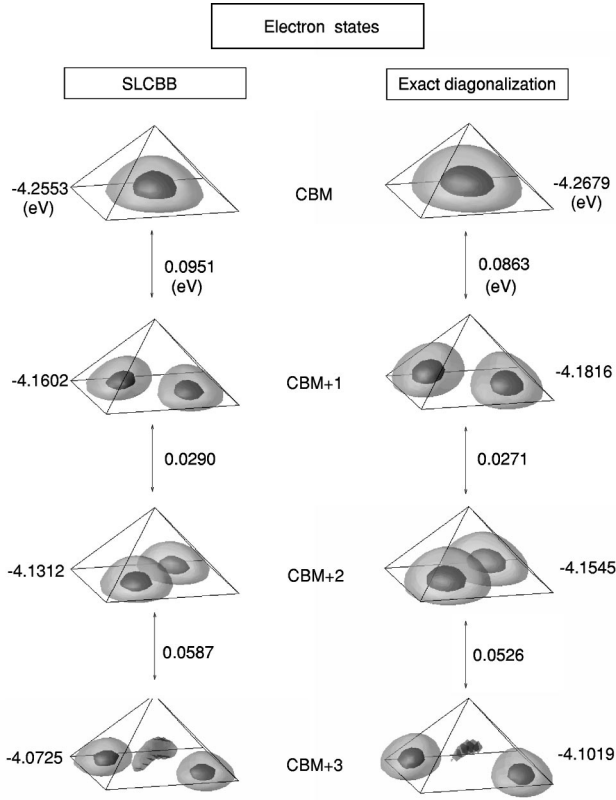 Electron states
SLCBB
Exact diagonalization
-4.2553
(eV)
CBM
-4.2679
(eV)
0.0951
(eV)
0.0863
(eV)
-4.1602
CBM+1
-4.1816
0.0290
0.0271
-4.1312
CBM+2
-4.1545
0.0587
0.0526
-4.0725
CBM+3
-4.1019